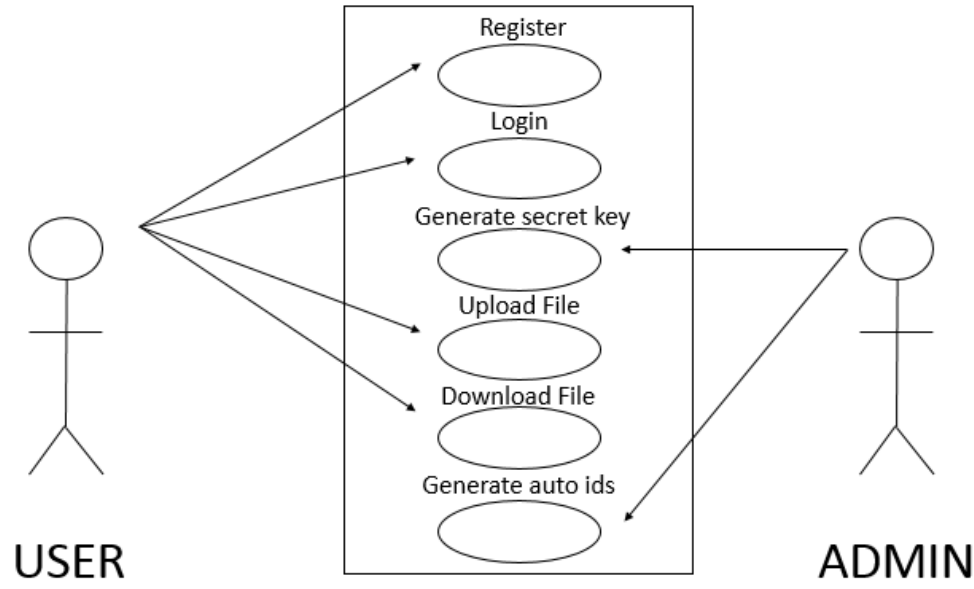 Register
Login
Generate secret key
Upload File
Download File
Generate auto ids
USER
ADMIN